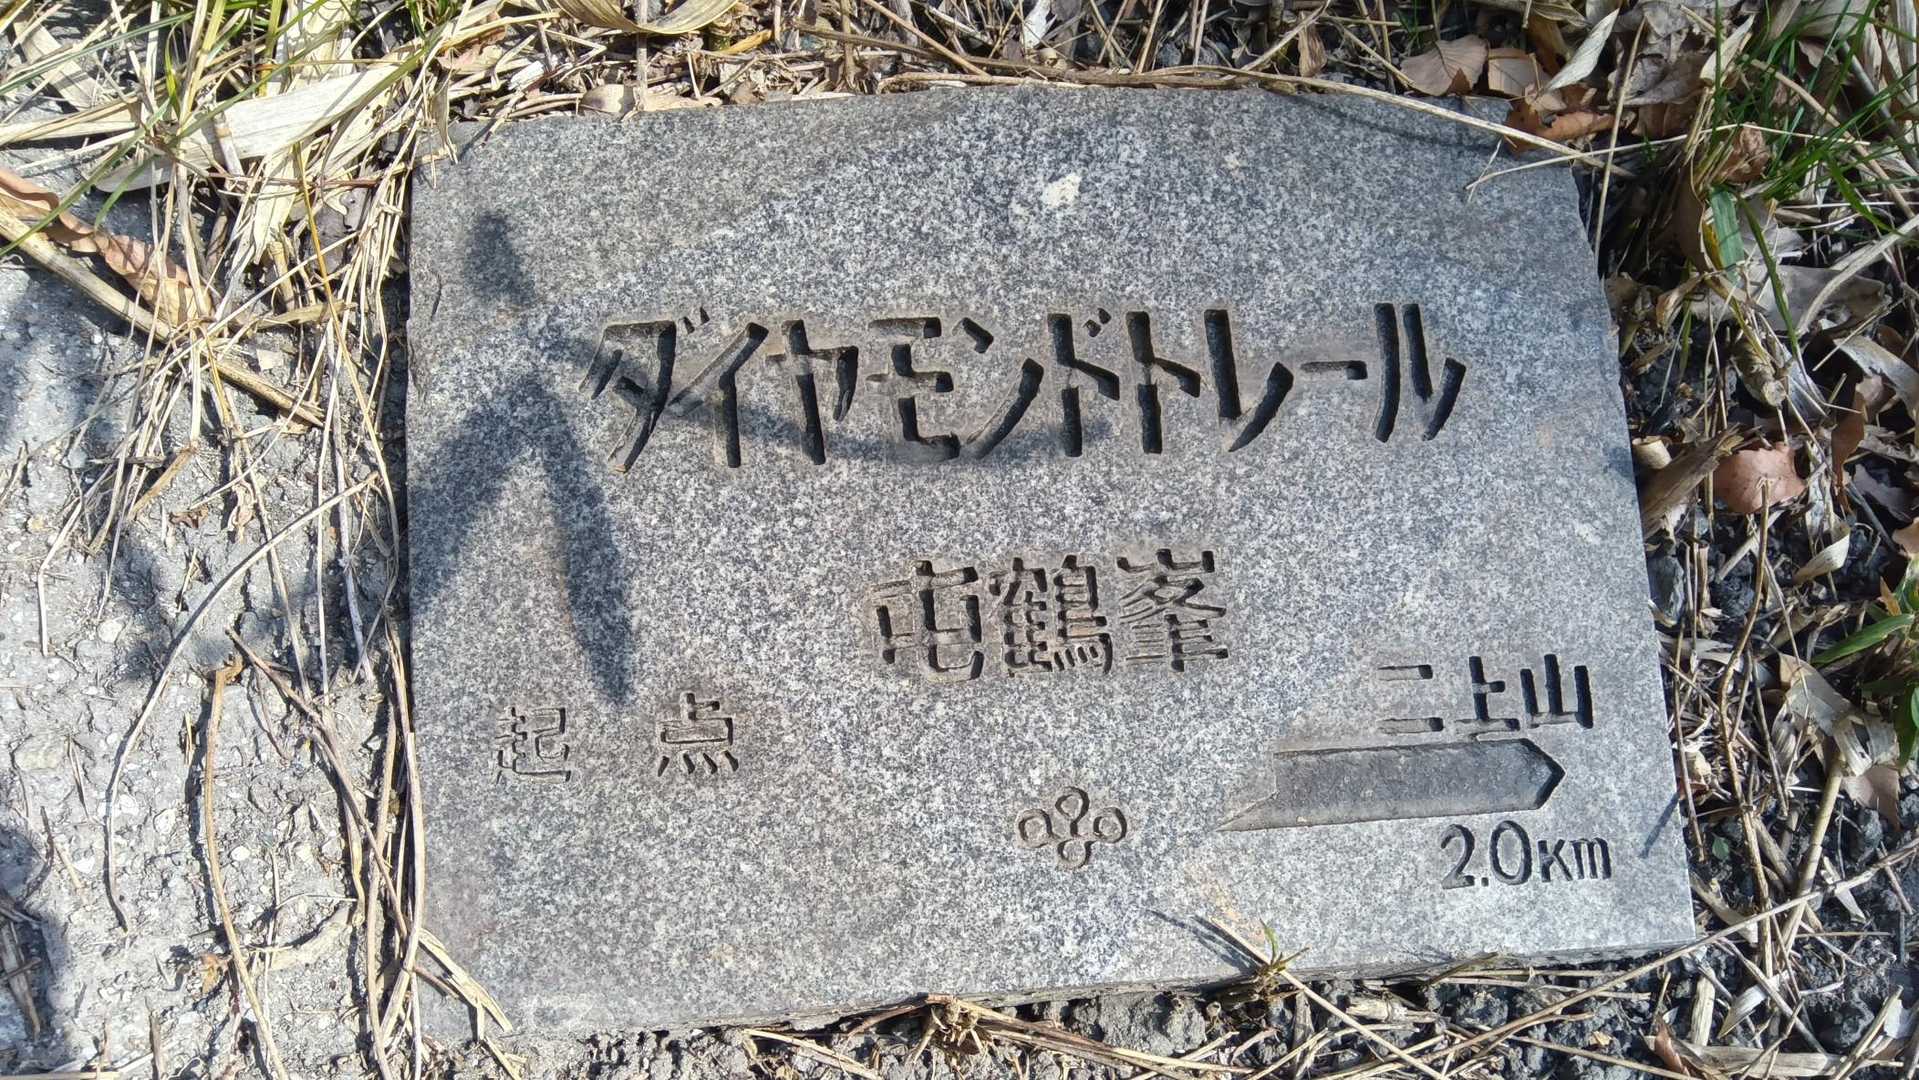 ダイヤモンドトレール
屯鶴峯
起点
二上山
2.0Km